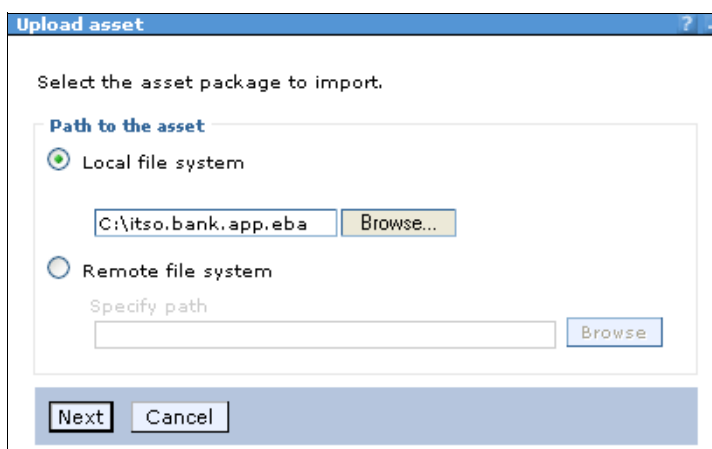 Upload asset ? -
Select the asset package to import.
Path to the asset
Local file system
C:\itso.bank.app.eba Browse...
Remote file system
Specify path
Browse
Next Cancel